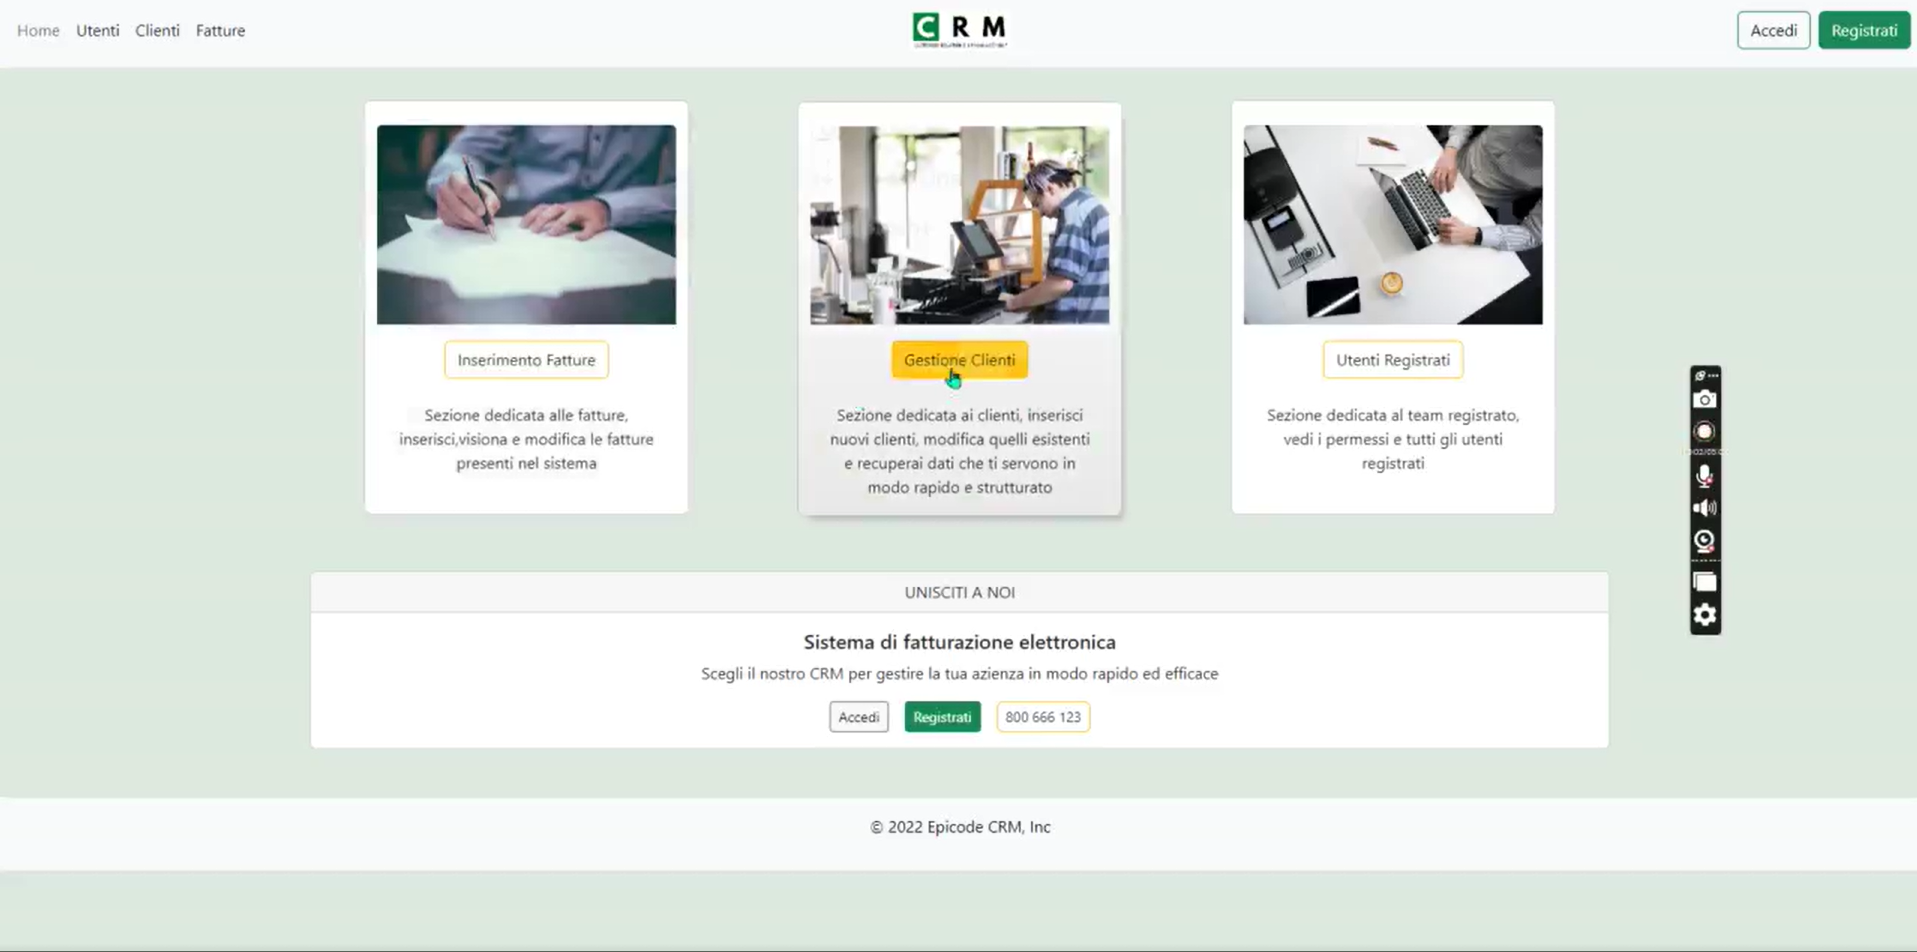 Home Utenti Clienti Fatture
C R M
Accedi Registrati
Inserimento Fatture
Sezione dedicata alle fatture,
inserisci,visiona e modifica le fatture
presenti nel sistema
Gestione Clienti
Sezione dedicata ai clienti, inserisci
nuovi clienti, modifica quelli esistenti
e recuperai dati che ti servono in
modo rapido e strutturato
Utenti Registrati
Sezione dedicata al team registrato,
vedi i permessi e tutti gli utenti
registrati
UNISCITI A NOI
Sistema di fatturazione elettronica
Scegli il nostro CRM per gestire la tua azienza in modo rapido ed efficace
Accedi Registrati 800 666 123
© 2022 Epicode CRM, Inc